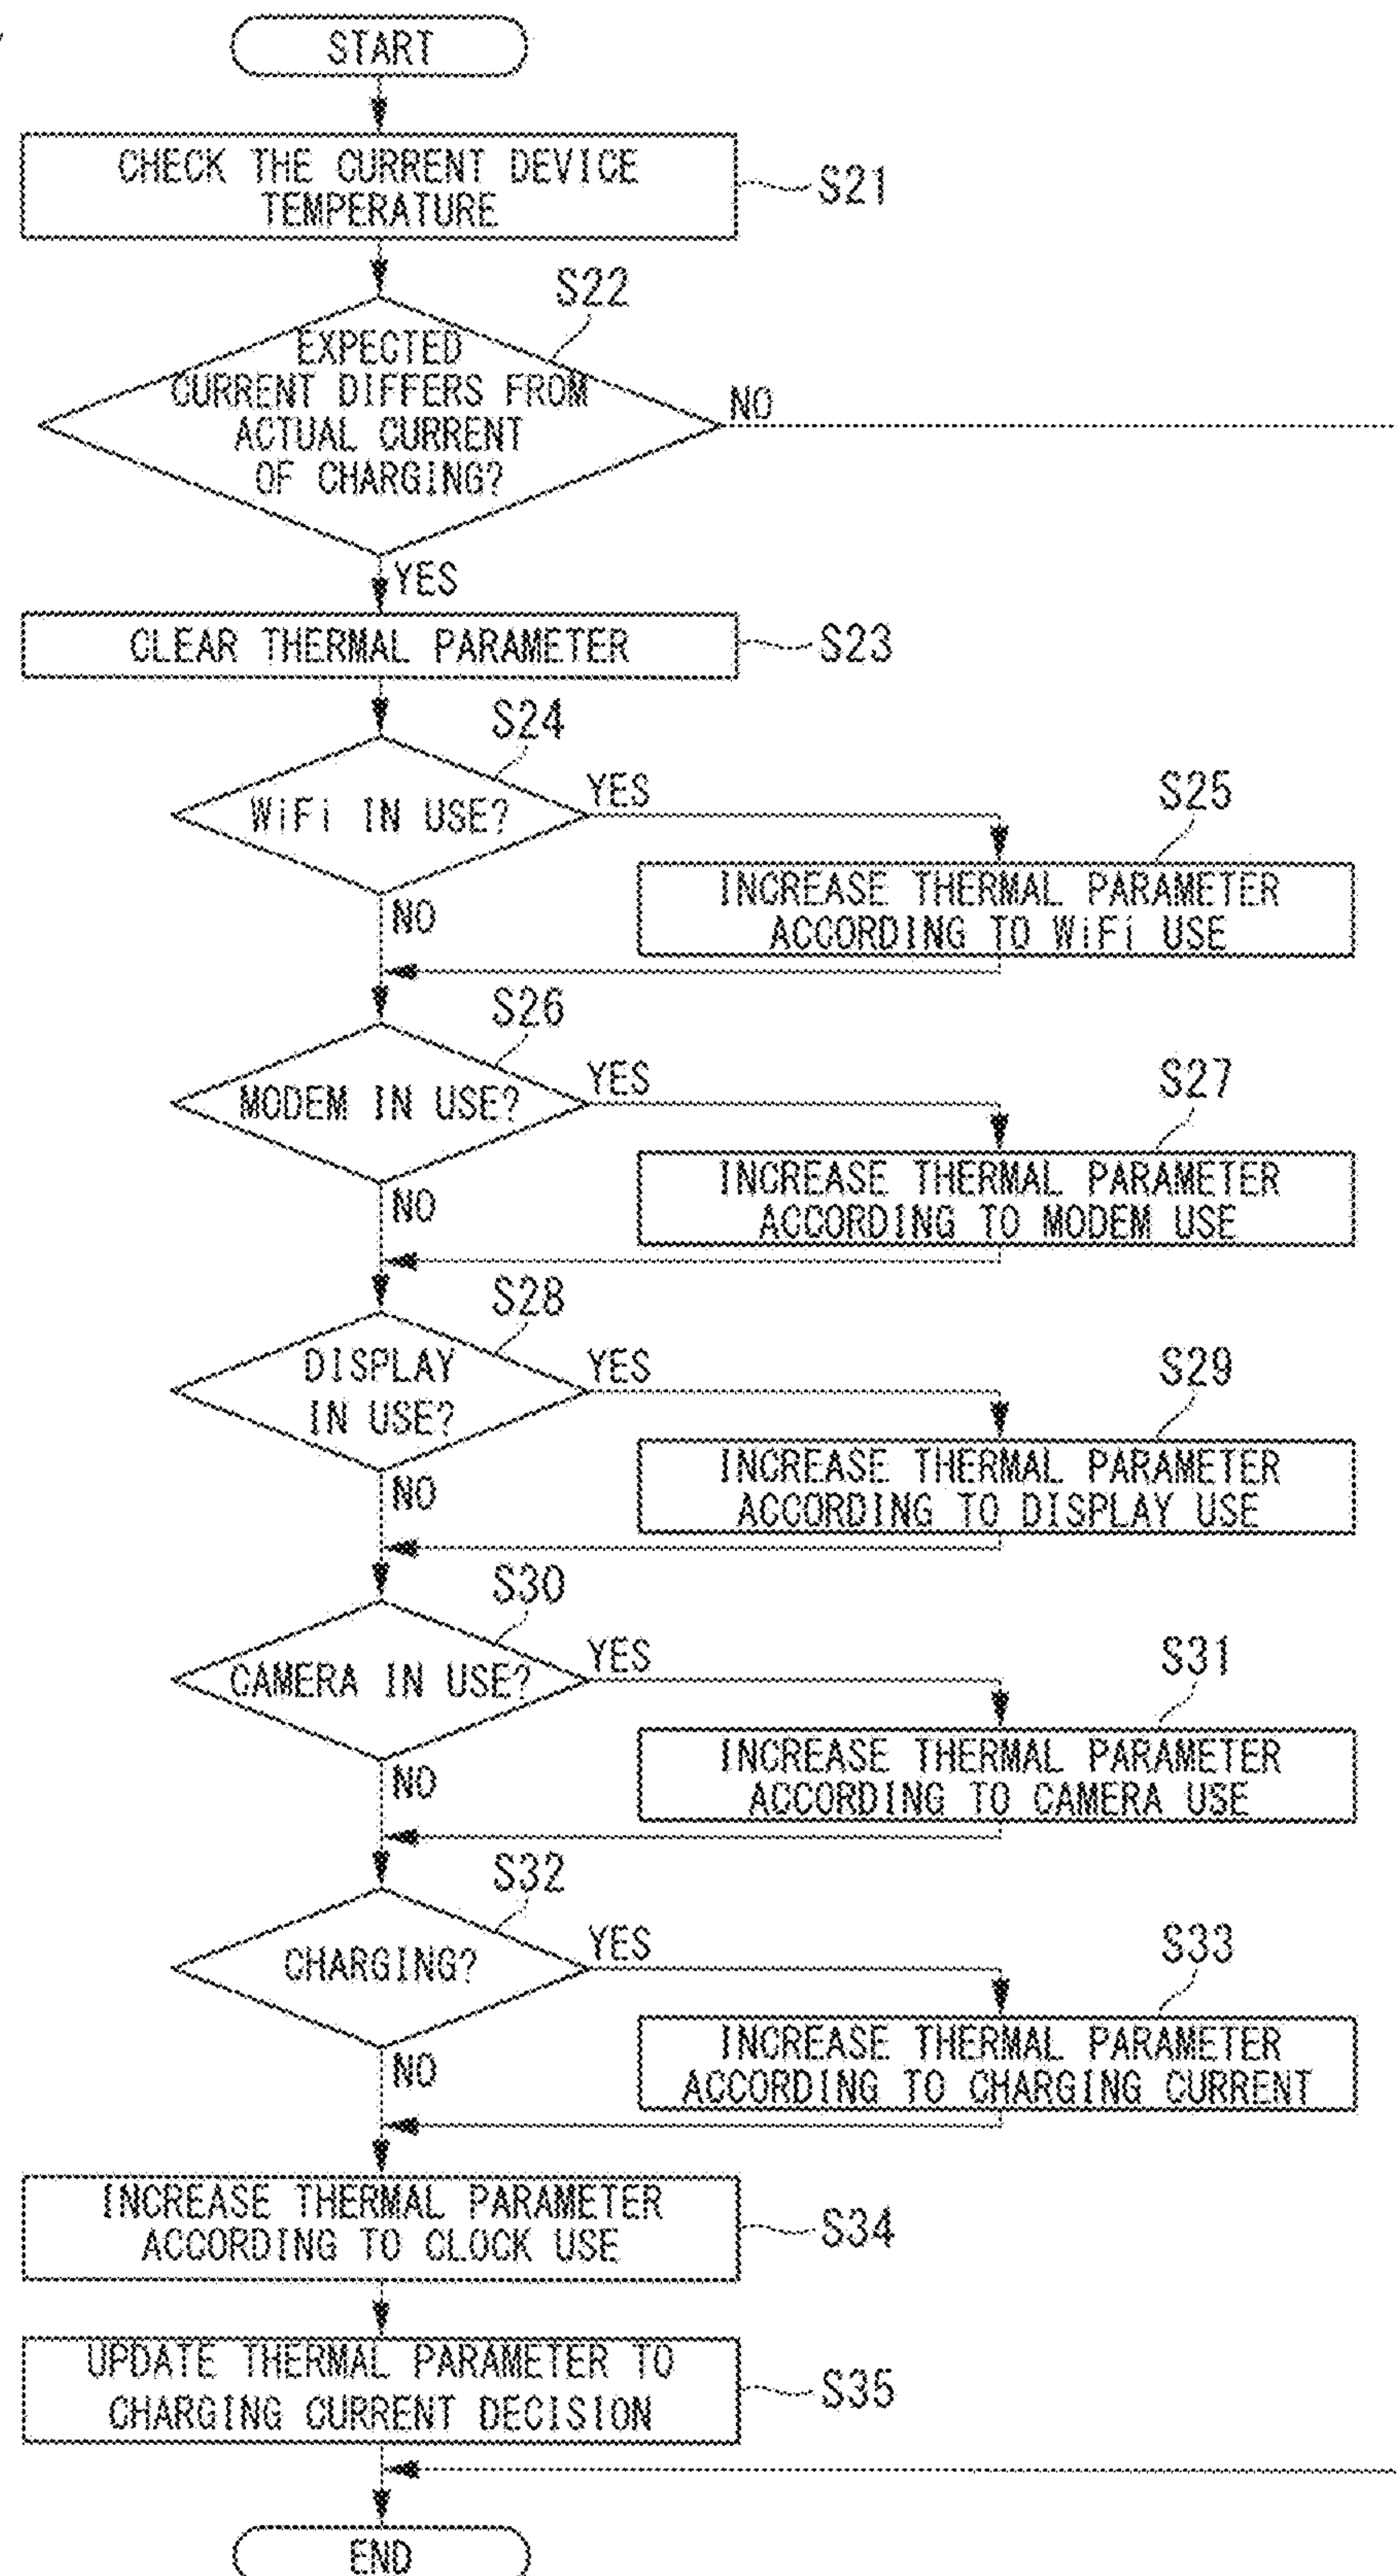 START
CHECK THE CURRENT DEVICE
TEMPERATURE
S21
S22
EXPECTED
CURRENT DIFFERS FROM
ACTUAL CURRENT
OF CHARGING?
NO
YES
CLEAR THERMAL PARAMETER
S23
S24
WiFi IN USE?
YES
S25
INCREASE THERMAL PARAMETER
ACCORDING TO WiFi USE
NO
S26
MODEM IN USE?
YES
S27
INCREASE THERMAL PARAMETER
ACCORDING TO MODEM USE
NO
S28
DISPLAY
IN USE?
YES
S29
INCREASE THERMAL PARAMETER
ACCORDING TO DISPLAY USE
NO
S30
CAMERA IN USE?
YES
S31
INCREASE THERMAL PARAMETER
ACCORDING TO CAMERA USE
NO
S32
CHARGING?
YES
S33
INCREASE THERMAL PARAMETER
ACCORDING TO CHARGING CURRENT
NO
INCREASE THERMAL PARAMETER
ACCORDING TO CLOCK USE
S34
UPDATE THERMAL PARAMETER TO
CHARGING CURRENT DECISION
S35
END